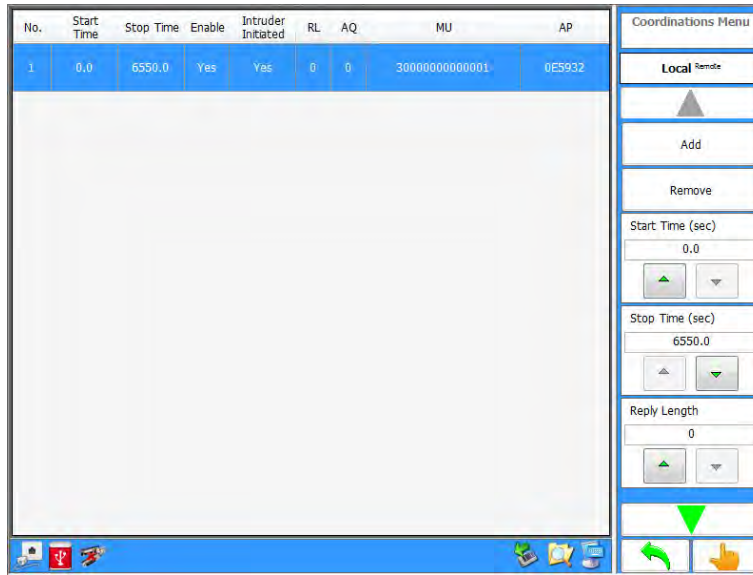 No. Start Time Stop Time Enable Intruder Initiated RL AQ MU AP
1 0.0 6550.0 Yes Yes 0 0 30000000000001 0E5932
Coordinations Menu
Local Remote
Add
Remove
Start Time (sec)
0.0
Stop Time (sec)
6550.0
Reply Length
0